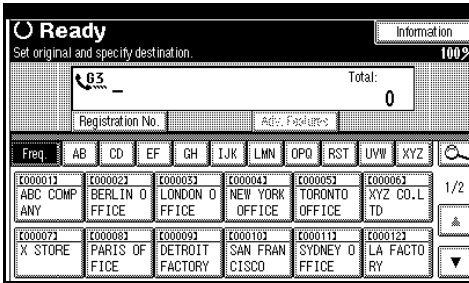 Ready
Information
Set original and specify destination.
100%
G3 _
Total:
0
Registration No.
Adv. Features
Freq. AB CD EF GH IJK LMN OPQ RST UVW XYZ
1/2
[00001] [00002] [00003] [00004] [00005] [00006]
ABC COMP BERLIN O LONDON O NEW YORK TORONTO XYZ CO.L
ANY FFICE FFICE OFFICE OFFICE TD
[00007] [00008] [00009] [00010] [00011] [00012]
X STORE PARIS OF DETROIT SAN FRAN SYDNEY O LA FACTO
FICE FACTORY CISCO FFICE RY